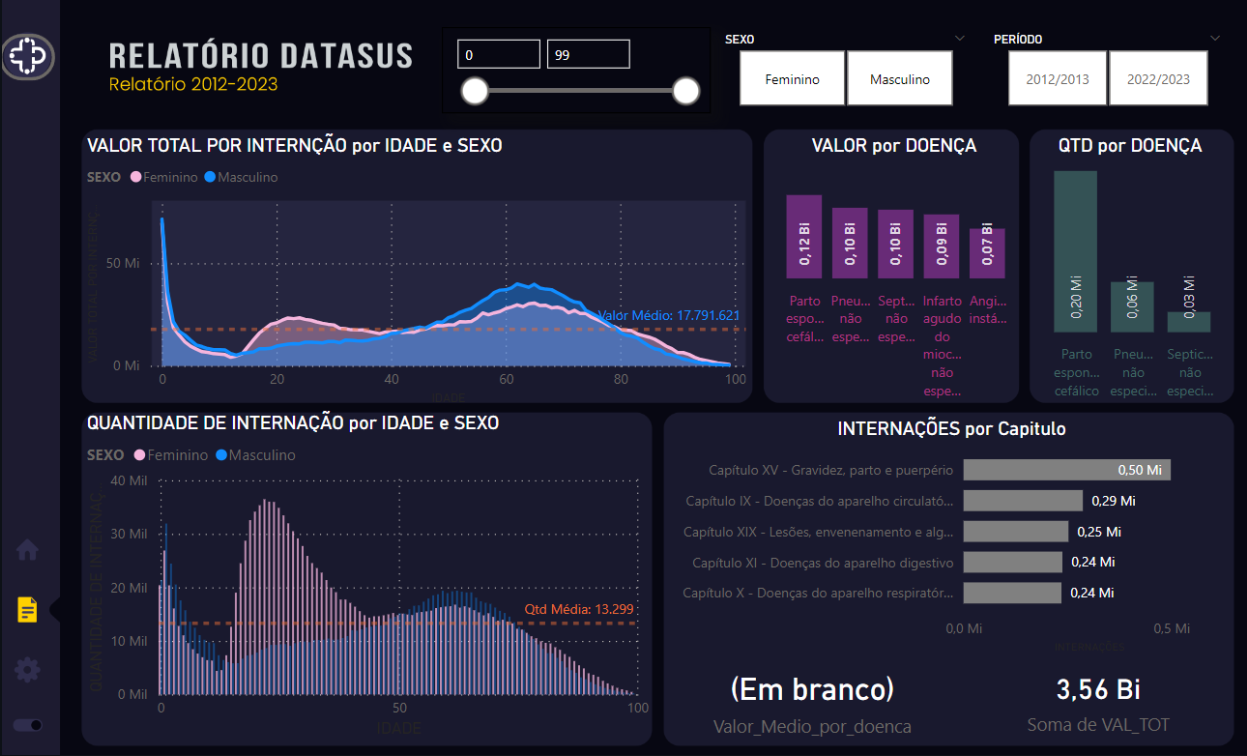 RELATÓRIO DATASUS
Relatório 2012-2023
0
99
SEXO
Feminino
Masculino
PERÍODO
2012/2013
2022/2023
VALOR TOTAL POR INTERNÇÃO por IDADE e SEXO
SEXO Feminino Masculino
VALOR TOTAL POR INTERNÇ...
50 Mi
0 Mi
Valor Médio: 17.791.621
0 20 40 60 80 100
IDADE
VALOR por DOENÇA
0,12 Bi
0,10 Bi
0,10 Bi
0,09 Bi
0,07 Bi
Parto
espo...
cefál...
Pneu...
não
espe...
Sept...
não
espe...
Infarto
agudo
do
mioc...
não
espe...
Angi...
instá...
QTD por DOENÇA
0,20 Mi
0,06 Mi
0,03 Mi
Parto
espon...
cefálico
Pneu...
não
especi...
Septic...
não
especi...
QUANTIDADE DE INTERNAÇÃO por IDADE e SEXO
SEXO Feminino Masculino
QUANTIDADE DE INTERNAÇ...
40 Mil
30 Mil
20 Mil
10 Mil
0 Mil
Qtd Média: 13.299
0 50 100
IDADE
INTERNAÇÕES por Capitulo
Capítulo XV - Gravidez, parto e puerpério 0,50 Mi
Capítulo IX - Doenças do aparelho circulató... 0,29 Mi
Capítulo XIX - Lesões, envenenamento e alg... 0,25 Mi
Capítulo XI - Doenças do aparelho digestivo 0,24 Mi
Capítulo X - Doenças do aparelho respiratór... 0,24 Mi
0,0 Mi 0,5 Mi
INTERNAÇÕES
(Em branco)
Valor_Medio_por_doenca
3,56 Bi
Soma de VAL_TOT